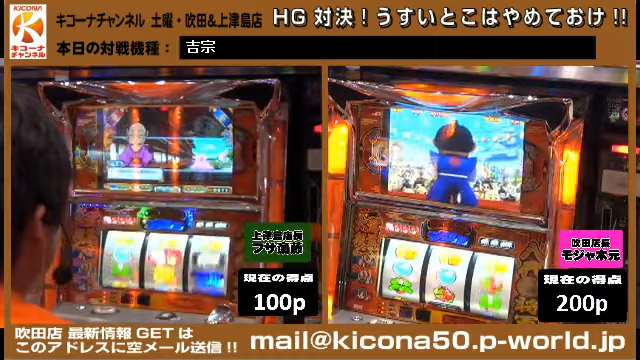 KICONA
キコーナ
チャンネル
キコーナチャンネル 土曜・吹田&上津島店
HG対決!うすいとこはやめておけ!!
本日の対戦機種: 吉宗
上津島店長
現在の得点
100p
吹田店長
モジャ木元
現在の得点
200p
吹田店 最新情報GETは
このアドレスに空メール送信!!
mail@kicona50.p-world.jp